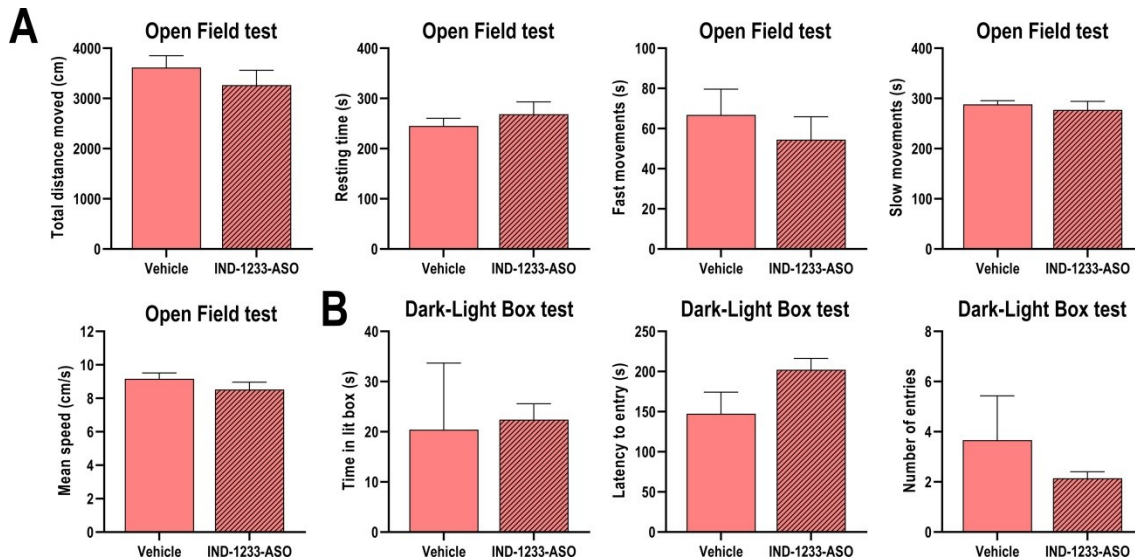 A
Open Field test
Total distance moved (cm)
4000
3000
2000
1000
0
Vehicle IND-1233-ASO
Open Field test
Resting time (s)
400
300
200
100
0
Vehicle IND-1233-ASO
Open Field test
Fast movements (s)
100
80
60
40
20
0
Vehicle IND-1233-ASO
Open Field test
Slow movements (s)
400
300
200
100
0
Vehicle IND-1233-ASO
Open Field test
Mean speed (cm/s)
12
10
8
6
4
2
0
Vehicle IND-1233-ASO
B
Dark-Light Box test
Time in lit box (s)
40
30
20
10
0
Vehicle IND-1233-ASO
Dark-Light Box test
Latency to entry (s)
250
200
150
100
50
0
Vehicle IND-1233-ASO
Dark-Light Box test
Number of entries
8
6
4
2
0
Vehicle IND-1233-ASO